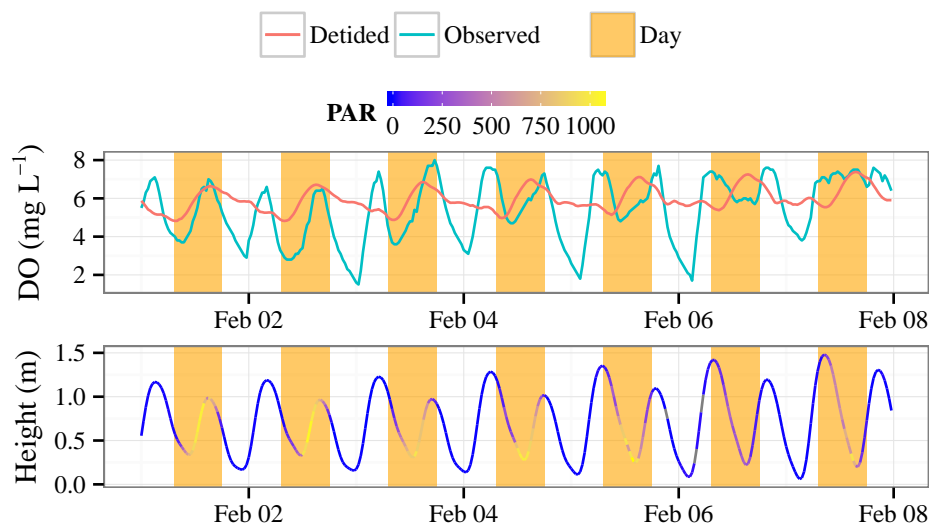 Detided Observed Day
PAR
0 250 500 750 1000
DO (mg L⁻¹)
8
6
4
2
Feb 02 Feb 04 Feb 06 Feb 08
Height (m)
1.5
1.0
0.5
0.0
Feb 02 Feb 04 Feb 06 Feb 08